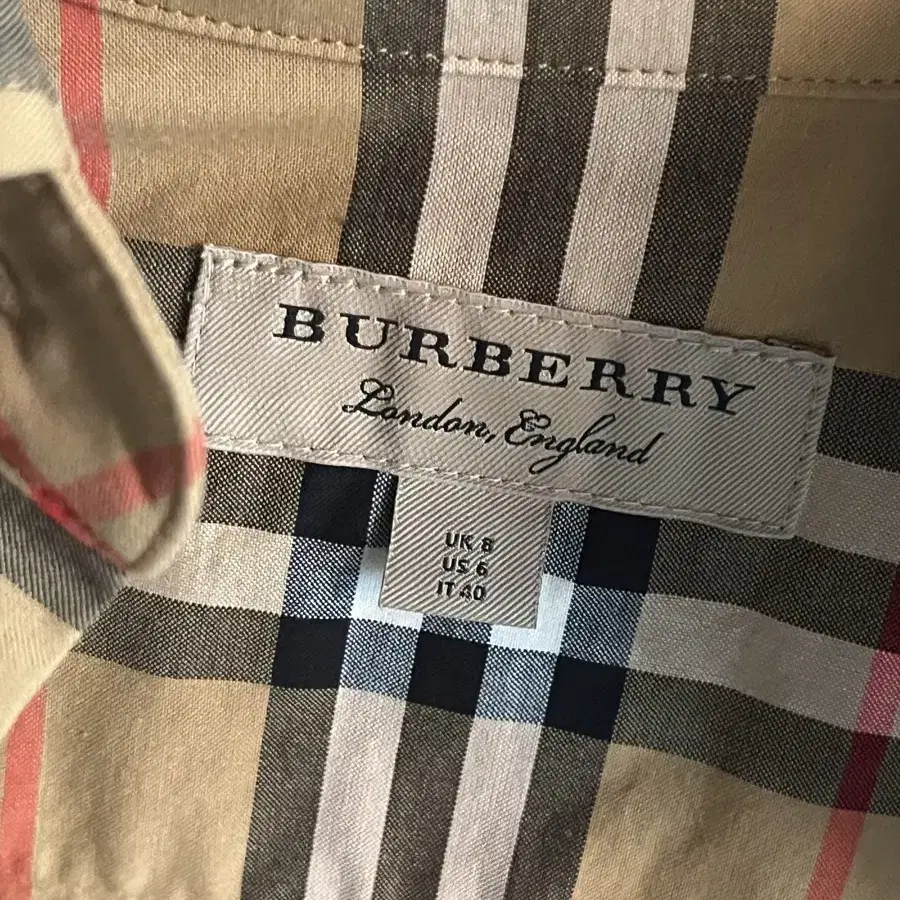 BURBERRY
London, England
UK 8
US 6
IT 40